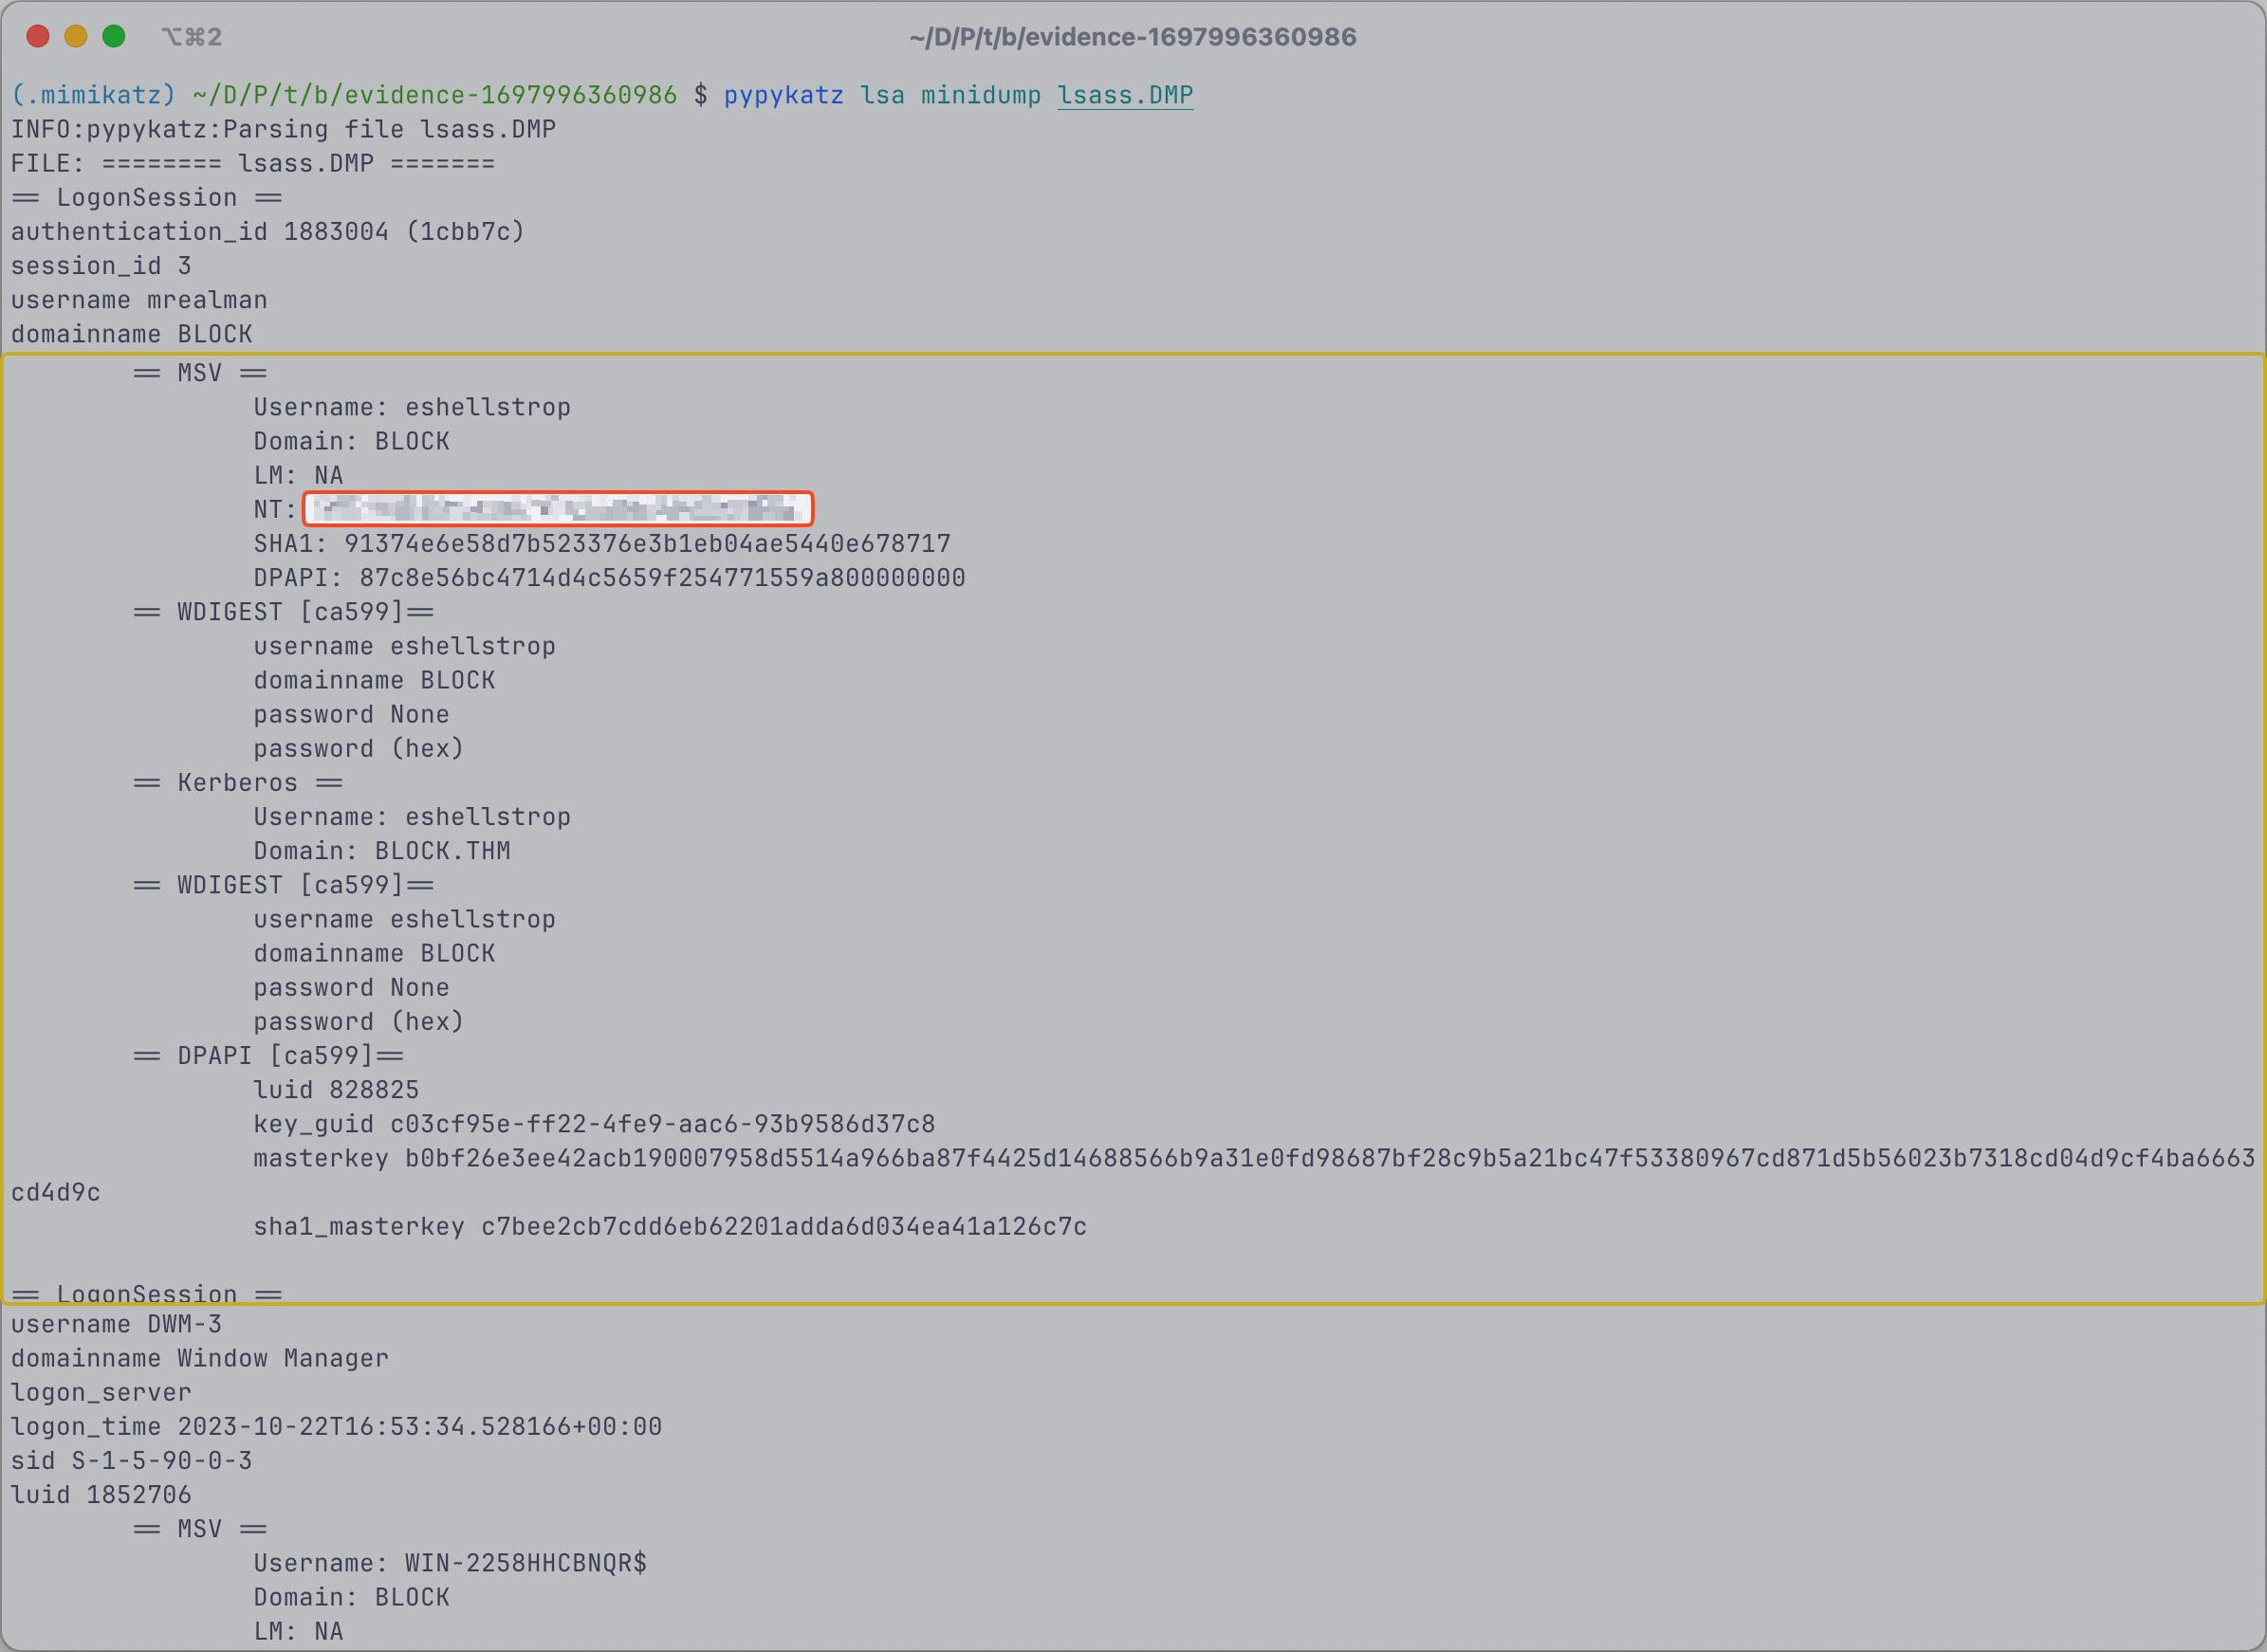 ⌥⌘2
~/D/P/t/b/evidence-1697996360986
(.mimikatz) ~/D/P/t/b/evidence-1697996360986 $ pypykatz lsa minidump lsass.DMP
INFO:pypykatz:Parsing file lsass.DMP
FILE: ======== lsass.DMP =======
== LogonSession ==
authentication_id 1883004 (1cbb7c)
session_id 3
username mrealman
domainname BLOCK
== MSV ==
Username: eshellstrop
Domain: BLOCK
LM: NA
NT:
SHA1: 91374e6e58d7b523376e3b1eb04ae5440e678717
DPAPI: 87c8e56bc4714d4c5659f254771559a800000000
== WDIGEST [ca599]==
username eshellstrop
domainname BLOCK
password None
password (hex)
== Kerberos ==
Username: eshellstrop
Domain: BLOCK.THM
== WDIGEST [ca599]==
username eshellstrop
domainname BLOCK
password None
password (hex)
== DPAPI [ca599]==
luid 828825
key_guid c03cf95e-ff22-4fe9-aac6-93b9586d37c8
masterkey b0bf26e3ee42acb190007958d5514a966ba87f4425d14688566b9a31e0fd98687bf28c9b5a21bc47f53380967cd871d5b56023b7318cd04d9cf4ba6663
cd4d9c
sha1_masterkey c7bee2cb7cdd6eb62201adda6d034ea41a126c7c
== LogonSession ==
username DWM-3
domainname Window Manager
logon_server
logon_time 2023-10-22T16:53:34.528166+00:00
sid S-1-5-90-0-3
luid 1852706
== MSV ==
Username: WIN-2258HHCBNQR$
Domain: BLOCK
LM: NA